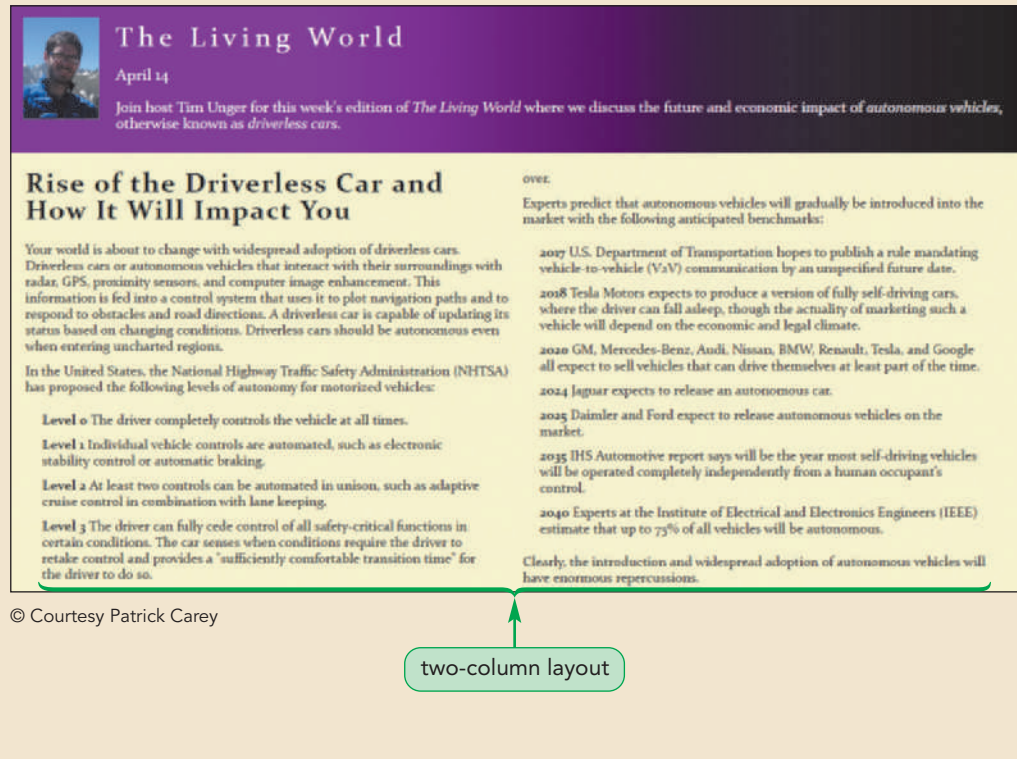 The Living World
April 14
Join host Tim Unger for this week's edition of The Living World where we discuss the future and economic impact of autonomous vehicles,
otherwise known as driverless cars.
Rise of the Driverless Car and
How It Will Impact You
Your world is about to change with widespread adoption of driverless cars.
Driverless cars or autonomous vehicles that interact with their surroundings with
radar, GPS, proximity sensors, and computer image enhancement. This
information is fed into a control system that uses it to plot navigation paths and to
respond to obstacles and road directions. A driverless car is capable of updating its
status based on changing conditions. Driverless cars should be autonomous even
when entering uncharted regions.
In the United States, the National Highway Traffic Safety Administration (NHTSA)
has proposed the following levels of autonomy for motorized vehicles:
Level 0 The driver completely controls the vehicle at all times.
Level 1 Individual vehicle controls are automated, such as electronic
stability control or automatic braking.
Level 2 At least two controls can be automated in unison, such as adaptive
cruise control in combination with lane keeping.
Level 3 The driver can fully cede control of all safety-critical functions in
certain conditions. The car senses when conditions require the driver to
retake control and provides a "sufficiently comfortable transition time" for
the driver to do so.
over.
Experts predict that autonomous vehicles will gradually be introduced into the
market with the following anticipated benchmarks:
2017 U.S. Department of Transportation hopes to publish a rule mandating
vehicle-to-vehicle (V2V) communication by an unspecified future date.
2018 Tesla Motors expects to produce a version of fully self-driving cars,
where the driver can fall asleep, though the actuality of marketing such a
vehicle will depend on the economic and legal climate.
2020 GM, Mercedes-Benz, Audi, Nissan, BMW, Renault, Tesla, and Google
all expect to sell vehicles that can drive themselves at least part of the time.
2024 Jaguar expects to release an autonomous car.
2025 Daimler and Ford expect to release autonomous vehicles on the
market.
2035 IHS Automotive report says will be the year most self-driving vehicles
will be operated completely independently from a human occupant's
control.
2040 Experts at the Institute of Electrical and Electronics Engineers (IEEE)
estimate that up to 75% of all vehicles will be autonomous.
Clearly, the introduction and widespread adoption of autonomous vehicles will
have enormous repercussions.
© Courtesy Patrick Carey
two-column layout